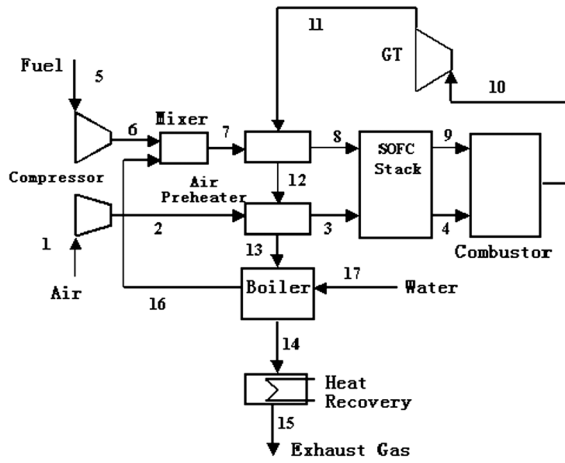 11
GT
Fuel
5
10
Mixer
6
7
8
SOFC
Stack
9
Compressor
Air
Preheater
12
2
3
4
Combustor
1
13
17
Air
16
Boiler
Water
14
Heat
Recovery
15
Exhaust Gas